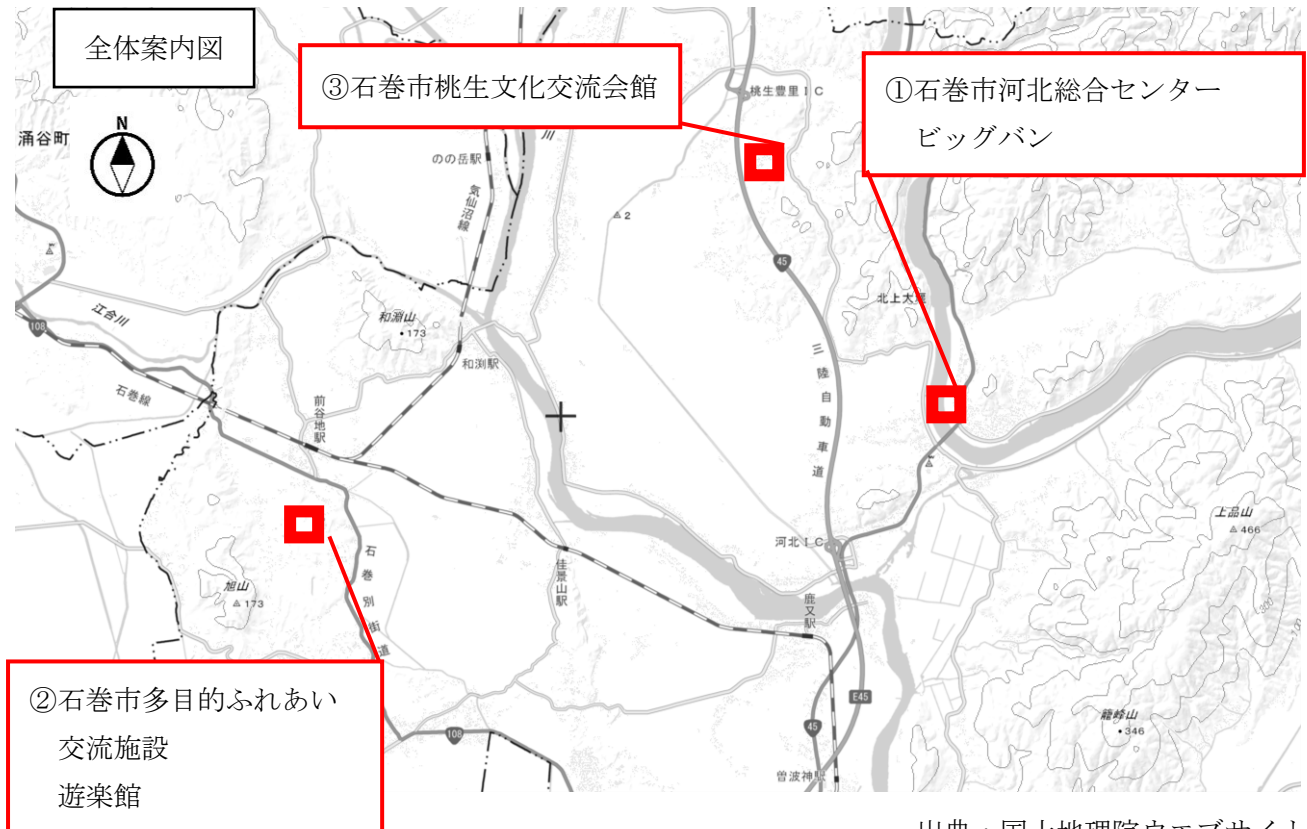 全体案内図
N
涌谷町
③石巻市桃生文化交流会館
①石巻市河北総合センター
ビッグバン
桃生豊里IC
川
のの岳駅
気仙沼線
2
45
北上大堰
和渕山
173
和渕駅
江合川
108
石巻線
前谷地駅
三陸自動車道
上品山
466
旭山
173
石巻別街道
佳景山駅
河北IC
鹿又駅
300
②石巻市多目的ふれあい
交流施設
遊楽館
108
45
E45
曽波神駅
籠峰山
346